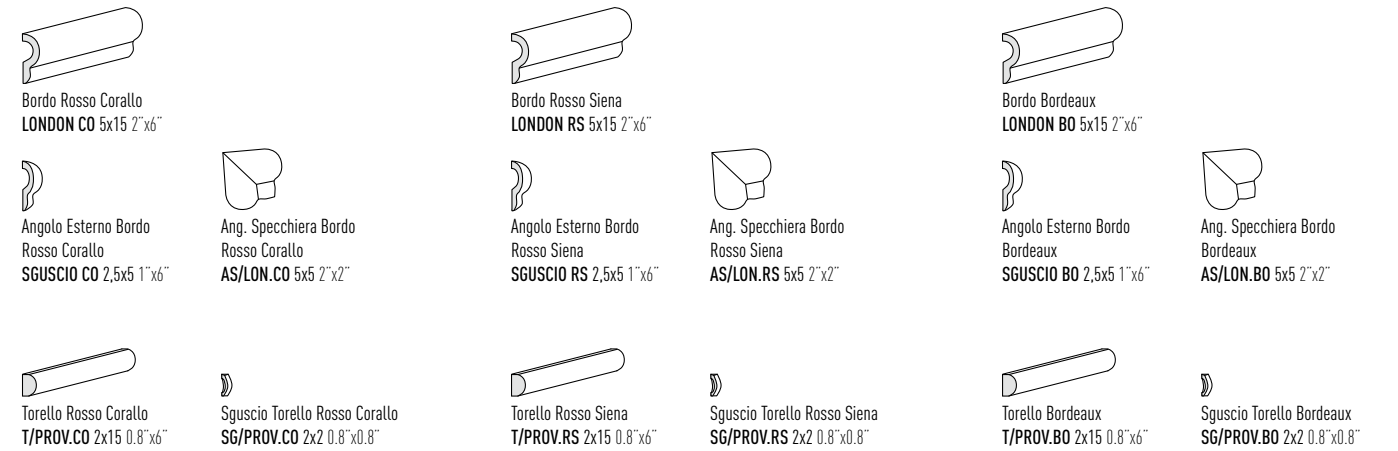 Bordo Rosso Corallo
LONDON CO 5x15 2¨x6¨
Angolo Esterno Bordo
Rosso Corallo
SGUSCIO CO 2,5x5 1¨x6¨
Ang. Specchiera Bordo
Rosso Corallo
AS/LON.CO 5x5 2¨x2¨
Torello Rosso Corallo
T/PROV.CO 2x15 0.8¨x6¨
Sguscio Torello Rosso Corallo
SG/PROV.CO 2x2 0.8¨x0.8¨
Bordo Rosso Siena
LONDON RS 5x15 2¨x6¨
Angolo Esterno Bordo
Rosso Siena
SGUSCIO RS 2,5x5 1¨x6¨
Ang. Specchiera Bordo
Rosso Siena
AS/LON.RS 5x5 2¨x2¨
Torello Rosso Siena
T/PROV.RS 2x15 0.8¨x6¨
Sguscio Torello Rosso Siena
SG/PROV.RS 2x2 0.8¨x0.8¨
Bordo Bordeaux
LONDON BO 5x15 2¨x6¨
Angolo Esterno Bordo
Bordeaux
SGUSCIO BO 2,5x5 1¨x6¨
Ang. Specchiera Bordo
Bordeaux
AS/LON.BO 5x5 2¨x2¨
Torello Bordeaux
T/PROV.BO 2x15 0.8¨x6¨
Sguscio Torello Bordeaux
SG/PROV.BO 2x2 0.8¨x0.8¨